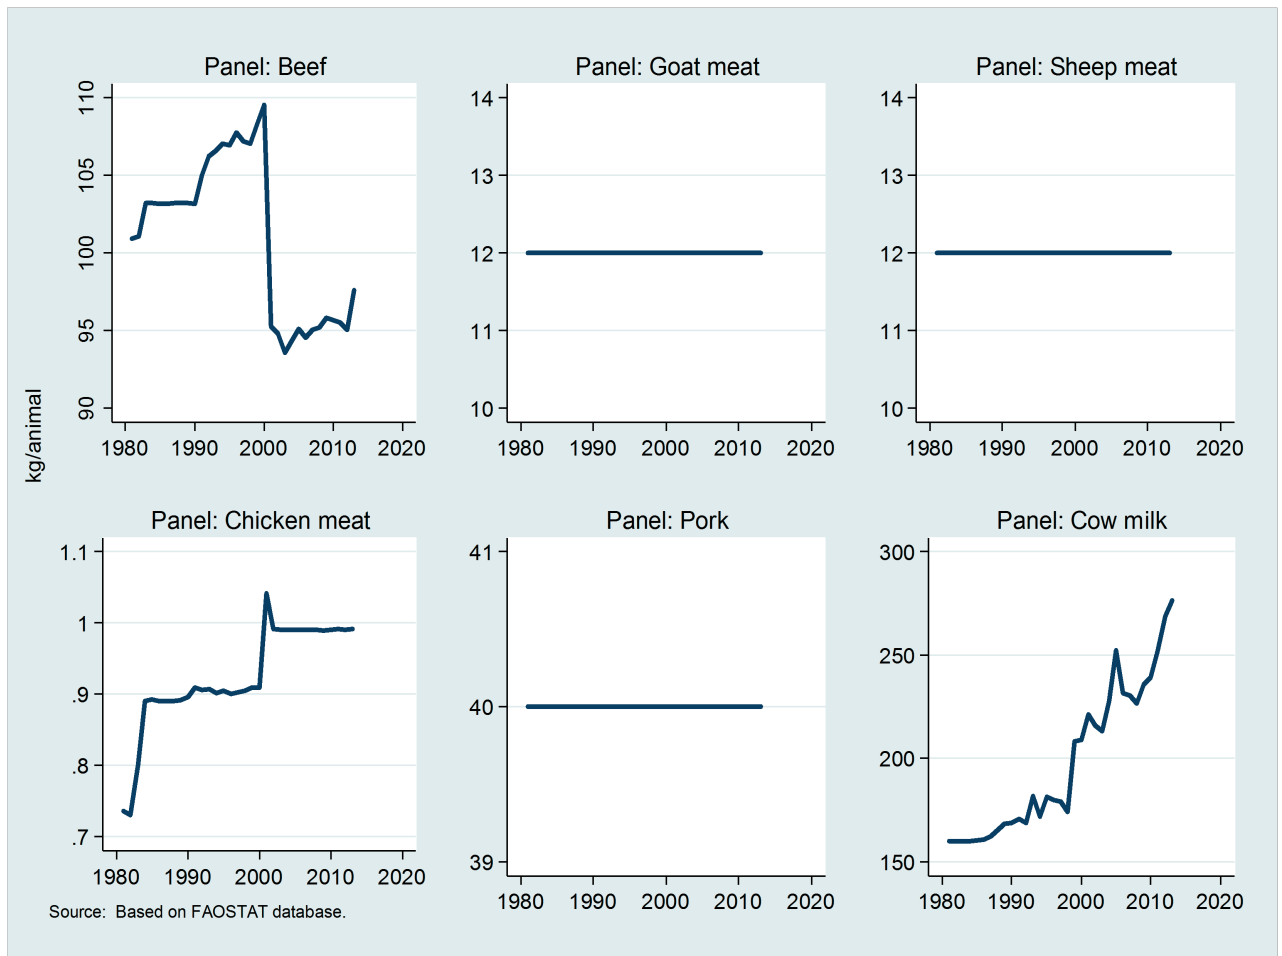 Panel: Beef
Panel: Goat meat
Panel: Sheep meat
110
105
100
95
90
1980 1990 2000 2010 2020
14
13
12
11
10
1980 1990 2000 2010 2020
14
13
12
11
10
1980 1990 2000 2010 2020
kg/animal
Panel: Chicken meat
Panel: Pork
Panel: Cow milk
1.1
1
.9
.8
.7
1980 1990 2000 2010 2020
41
40
39
1980 1990 2000 2010 2020
300
250
200
150
1980 1990 2000 2010 2020
Source: Based on FAOSTAT database.